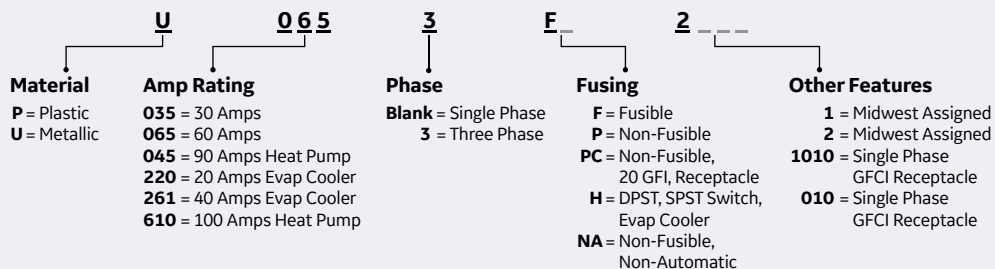 U 065 3 F_ 2___
Material
P = Plastic
U = Metallic
Amp Rating
035 = 30 Amps
065 = 60 Amps
045 = 90 Amps Heat Pump
220 = 20 Amps Evap Cooler
261 = 40 Amps Evap Cooler
610 = 100 Amps Heat Pump
Phase
Blank = Single Phase
3 = Three Phase
Fusing
F = Fusible
P = Non-Fusible
PC = Non-Fusible,
20 GFI, Receptacle
H = DPST, SPST Switch,
Evap Cooler
NA = Non-Fusible,
Non-Automatic
Other Features
1 = Midwest Assigned
2 = Midwest Assigned
1010 = Single Phase
GFCI Receptacle
010 = Single Phase
GFCI Receptacle